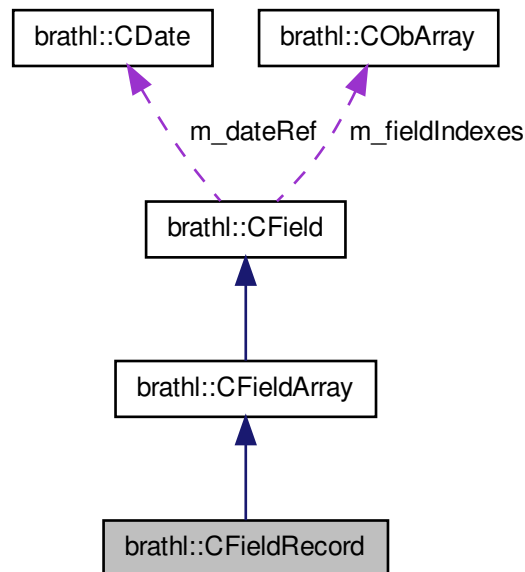 brathl::CDate
brathl::CObArray
m_dateRef
m_fieldIndexes
brathl::CField
brathl::CFieldArray
brathl::CFieldRecord